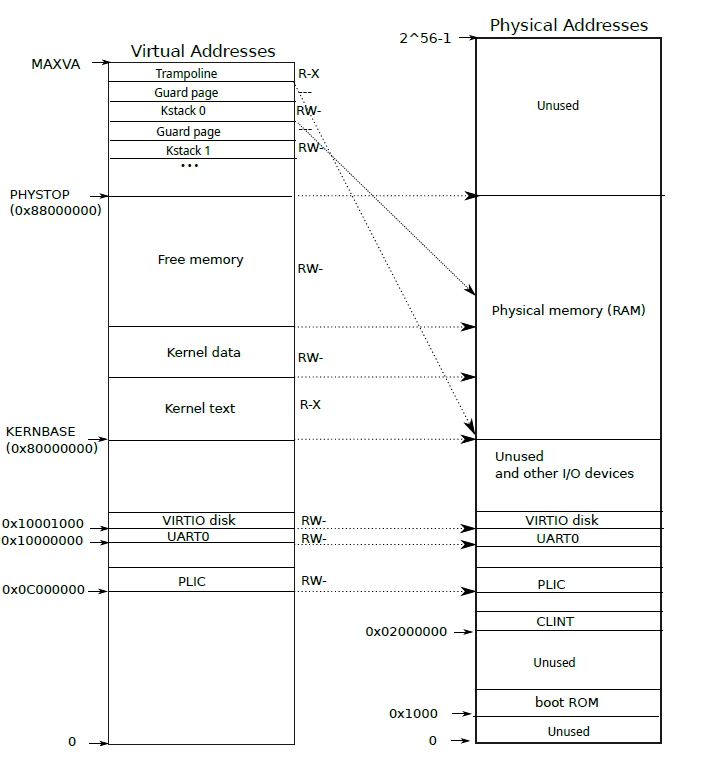 Physical Addresses
2^56-1
Virtual Addresses
MAXVA
Trampoline
R-X
Guard page
---
Unused
Kstack 0
RW-
Guard page
---
Kstack 1
RW-
...
PHYSTOP
(0x88000000)
Free memory
RW-
Physical memory (RAM)
Kernel data
RW-
Kernel text
R-X
KERNBASE
(0x80000000)
Unused
and other I/O devices
0x10001000
VIRTIO disk
RW-
VIRTIO disk
0x10000000
UART0
RW-
UART0
0x0C000000
PLIC
RW-
PLIC
CLINT
0x02000000
Unused
boot ROM
0x1000
Unused
0
0